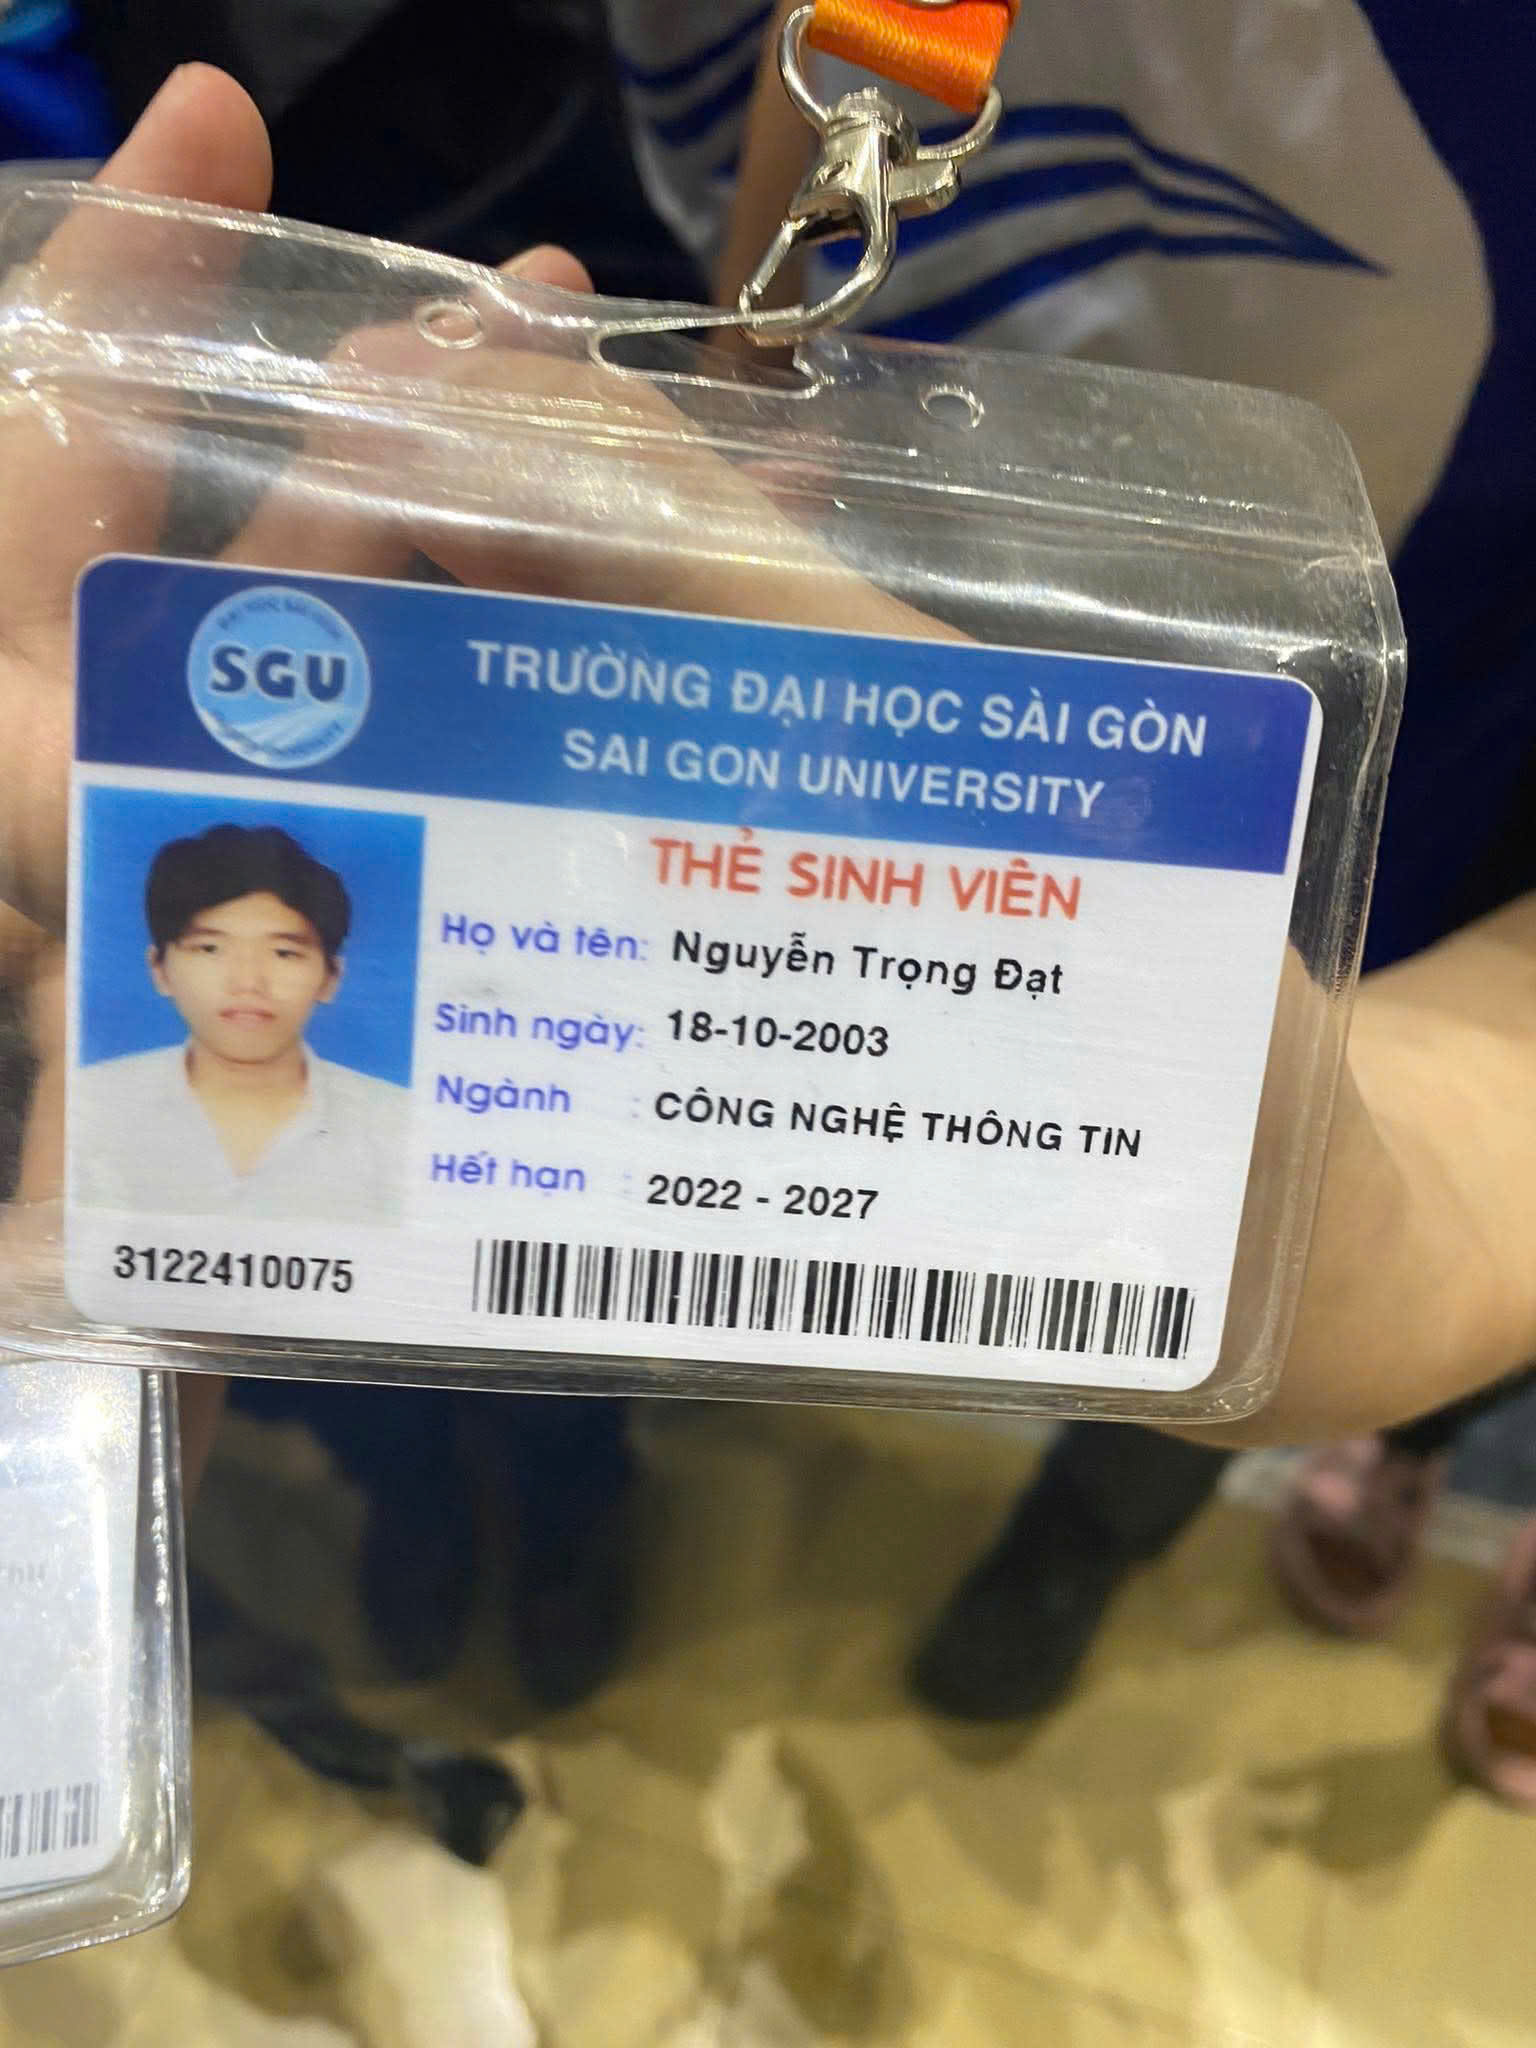 SGU
TRƯỜNG ĐẠI HỌC SÀI GÒN
SAI GON UNIVERSITY
THẺ SINH VIÊN
Họ và tên: Nguyễn Trọng Đạt
Sinh ngày: 18-10-2003
Ngành : CÔNG NGHỆ THÔNG TIN
Hết hạn : 2022 - 2027
3122410075